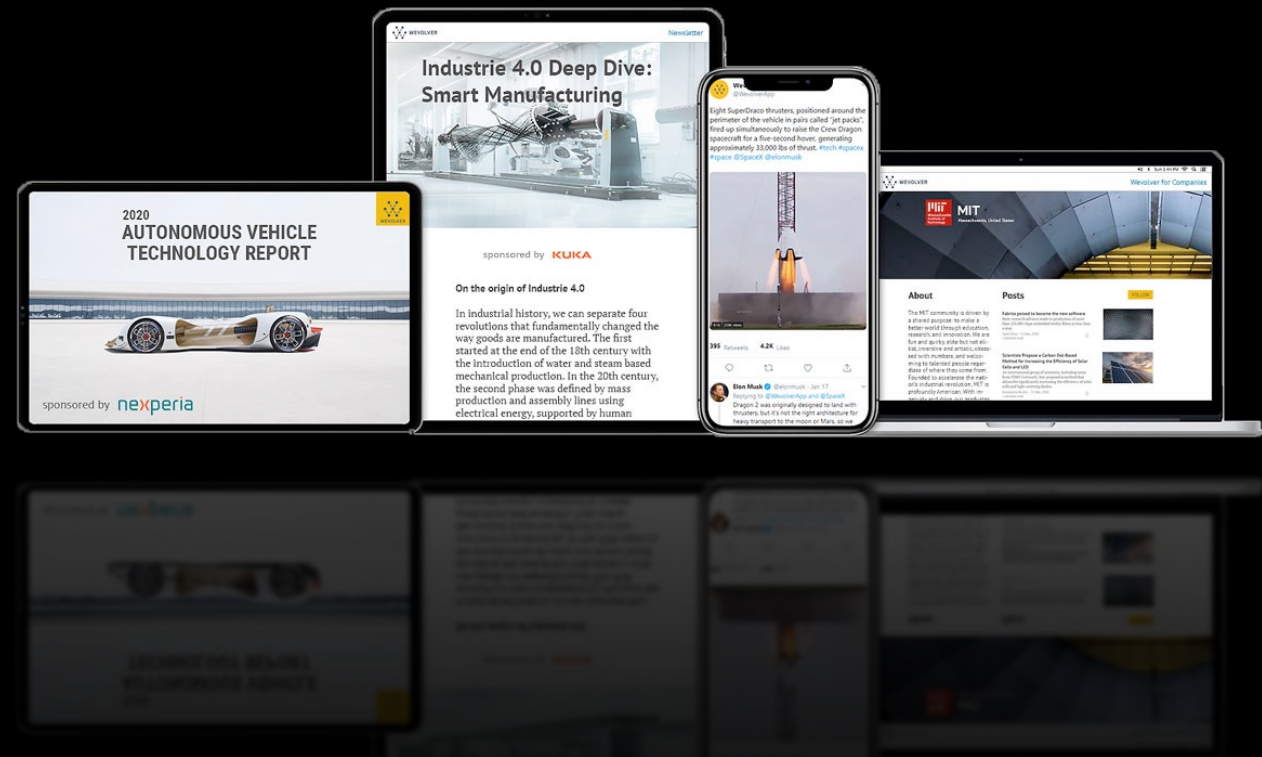 2020
AUTONOMOUS VEHICLE
TECHNOLOGY REPORT
WEVOLVER
sponsored by nexperia
WEVOLVER
Newsletter
Industrie 4.0 Deep Dive:
Smart Manufacturing
sponsored by KUKA
On the origin of Industrie 4.0
In industrial history, we can separate four
revolutions that fundamentally changed the
way goods are manufactured. The first
started at the end of the 18th century with
the introduction of water and steam based
mechanical production. In the 20th century,
the second phase was defined by mass
production and assembly lines using
electrical energy, supported by human
@WevolverApp
Eight SuperDraco thrusters, positioned around the
perimeter of the vehicle in pairs called "jet packs",
fired up simultaneously to raise the Crew Dragon
spacecraft for a five-second hover, generating
approximately 33,000 lbs of thrust. #tech #spacex
#space @SpaceX @elonmusk
395 Retweets 4.2K Likes
Elon Musk @elonmusk · Jan 17
Replying to @WevolverApp and @SpaceX
Dragon 2 was originally designed to land with
thrusters, but it's not the right architecture for
heavy transport to the moon or Mars, so we
WEVOLVER
Wevolver for Companies
MIT
Massachusetts
Institute of
Technology
MIT
Massachusetts, United States
About
The MIT community is driven by
a shared purpose: to make a
better world through education,
research, and innovation. We are
fun and quirky, elite but not elit-
ist, inventive and artistic, obses-
sed with numbers, and welco-
ming to talented people regar-
dless of where they come from.
Founded to accelerate the nati-
on's industrial revolution, MIT is
profoundly American. With in-
Posts
FOLLOW
Fabrics poised to become the new software
Scientists Propose a Carbon Dot-Based
Method for Increasing the Efficiency of Solar
Cells and LED